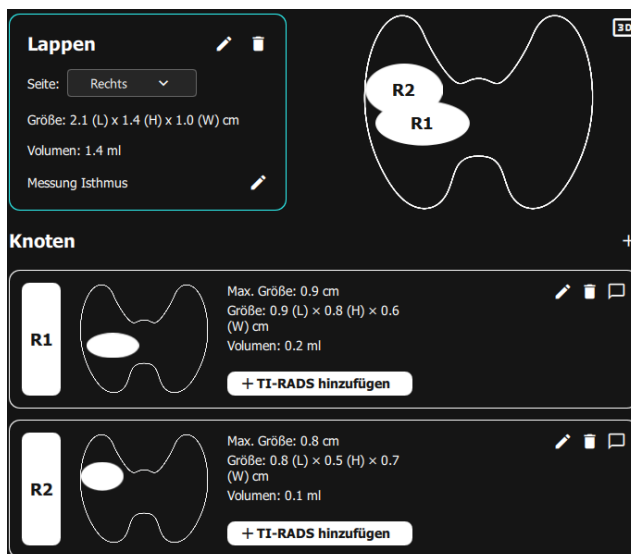 Lappen
3D
Seite: Rechts
Größe: 2.1 (L) x 1.4 (H) x 1.0 (W) cm
Volumen: 1.4 ml
Messung Isthmus
R2
R1
Knoten
R1
Max. Größe: 0.9 cm
Größe: 0.9 (L) × 0.8 (H) × 0.6
(W) cm
Volumen: 0.2 ml
+ TI-RADS hinzufügen
R2
Max. Größe: 0.8 cm
Größe: 0.8 (L) × 0.5 (H) × 0.7
(W) cm
Volumen: 0.1 ml
+ TI-RADS hinzufügen